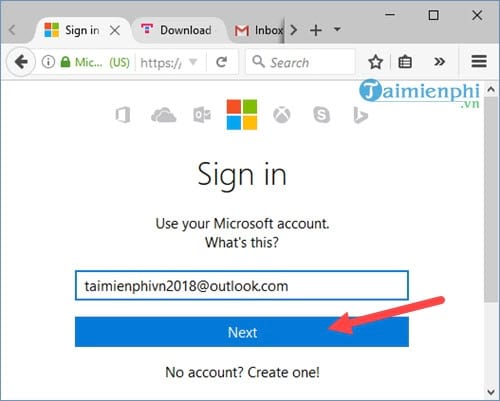 Sign in
Download
Inbox
Micr... (US)
https://
Search
Taimienphi
.vn
Sign in
Use your Microsoft account.
What's this?
taimienphivn2018@outlook.com
Next
No account? Create one!